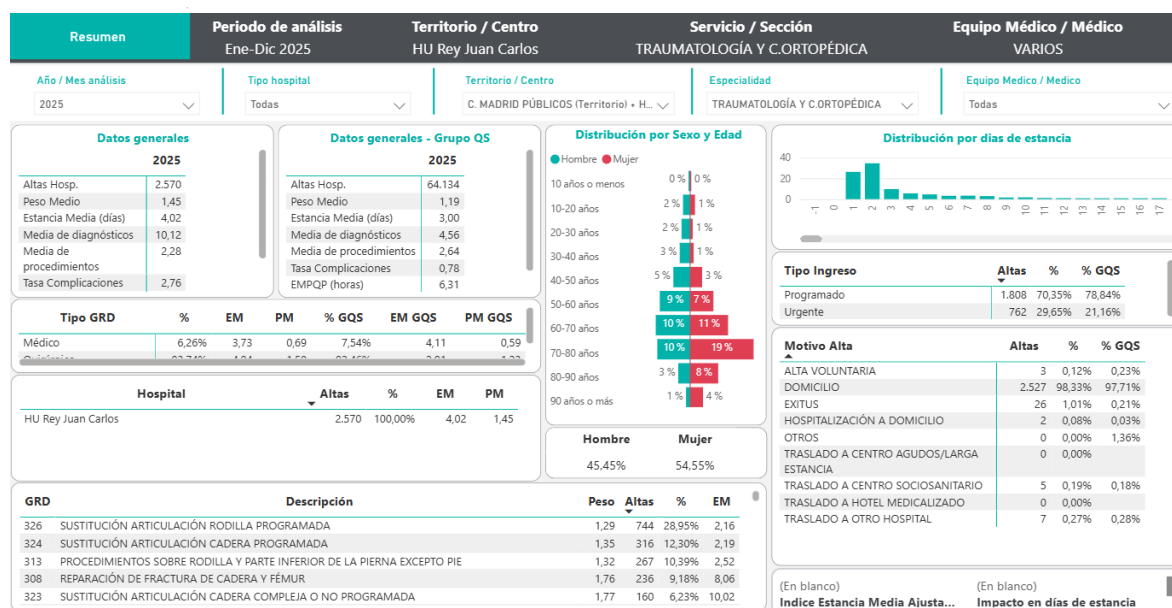 Resumen
Periodo de análisis
Ene-Dic 2025
Territorio / Centro
HU Rey Juan Carlos
Servicio / Sección
TRAUMATOLOGÍA Y C.ORTOPÉDICA
Equipo Médico / Médico
VARIOS
Año / Mes análisis
2025
Tipo hospital
Todas
Territorio / Centro
C. MADRID PÚBLICOS (Territorio) + H...
Especialidad
TRAUMATOLOGÍA Y C.ORTOPÉDICA
Equipo Medico / Medico
Todas
Datos generales
2025
Altas Hosp. 2.570
Peso Medio 1,45
Estancia Media (días) 4,02
Media de diagnósticos 10,12
Media de 2,28
procedimientos
Tasa Complicaciones 2,76
Datos generales - Grupo QS
2025
Altas Hosp. 64.134
Peso Medio 1,19
Estancia Media (días) 3,00
Media de diagnósticos 4,56
Media de procedimientos 2,64
Tasa Complicaciones 0,78
EMPQP (horas) 6,31
Distribución por Sexo y Edad
Hombre Mujer
10 años o menos 0 % 0 %
10-20 años 2 % 1 %
20-30 años 2 % 1 %
30-40 años 3 % 1 %
40-50 años 5 % 3 %
50-60 años 9 % 7 %
60-70 años 10 % 11 %
70-80 años 10 % 19 %
80-90 años 3 % 8 %
90 años o más 1 % 4 %
Hombre Mujer
45,45% 54,55%
Distribución por dias de estancia
40
20
0
-1 0 1 2 3 4 5 6 7 8 9 10 11 12 13 14 15 16 17
Tipo GRD % EM PM % GQS EM GQS PM GQS
Médico 6,26% 3,73 0,69 7,54% 4,11 0,59
Hospital Altas % EM PM
HU Rey Juan Carlos 2.570 100,00% 4,02 1,45
Tipo Ingreso Altas % % GQS
Programado 1.808 70,35% 78,84%
Urgente 762 29,65% 21,16%
Motivo Alta Altas % % GQS
ALTA VOLUNTARIA 3 0,12% 0,23%
DOMICILIO 2.527 98,33% 97,71%
EXITUS 26 1,01% 0,21%
HOSPITALIZACIÓN A DOMICILIO 2 0,08% 0,03%
OTROS 0 0,00% 1,36%
TRASLADO A CENTRO AGUDOS/LARGA 0 0,00%
ESTANCIA
TRASLADO A CENTRO SOCIOSANITARIO 5 0,19% 0,18%
TRASLADO A HOTEL MEDICALIZADO 0 0,00%
TRASLADO A OTRO HOSPITAL 7 0,27% 0,28%
GRD Descripción Peso Altas % EM
326 SUSTITUCIÓN ARTICULACIÓN RODILLA PROGRAMADA 1,29 744 28,95% 2,16
324 SUSTITUCIÓN ARTICULACIÓN CADERA PROGRAMADA 1,35 316 12,30% 2,19
313 PROCEDIMIENTOS SOBRE RODILLA Y PARTE INFERIOR DE LA PIERNA EXCEPTO PIE 1,32 267 10,39% 2,52
308 REPARACIÓN DE FRACTURA DE CADERA Y FÉMUR 1,76 236 9,18% 8,06
323 SUSTITUCIÓN ARTICULACIÓN CADERA COMPLEJA O NO PROGRAMADA 1,77 160 6,23% 10,02
(En blanco) (En blanco)
Indice Estancia Media Ajusta... Impacto en días de estancia